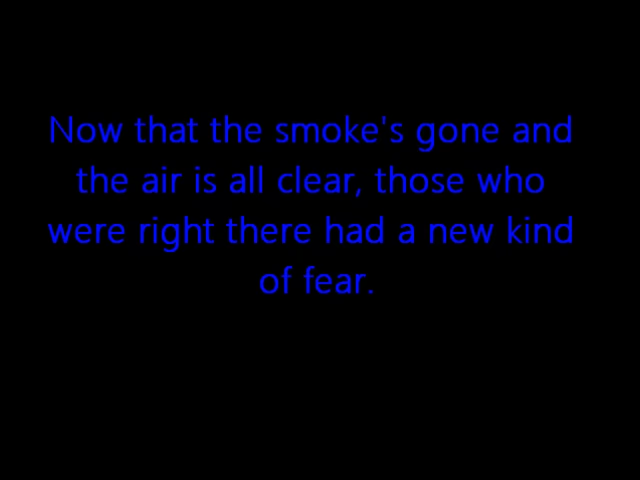 Now that the smoke's gone and
the air is all clear, those who
were right there had a new kind
of fear.